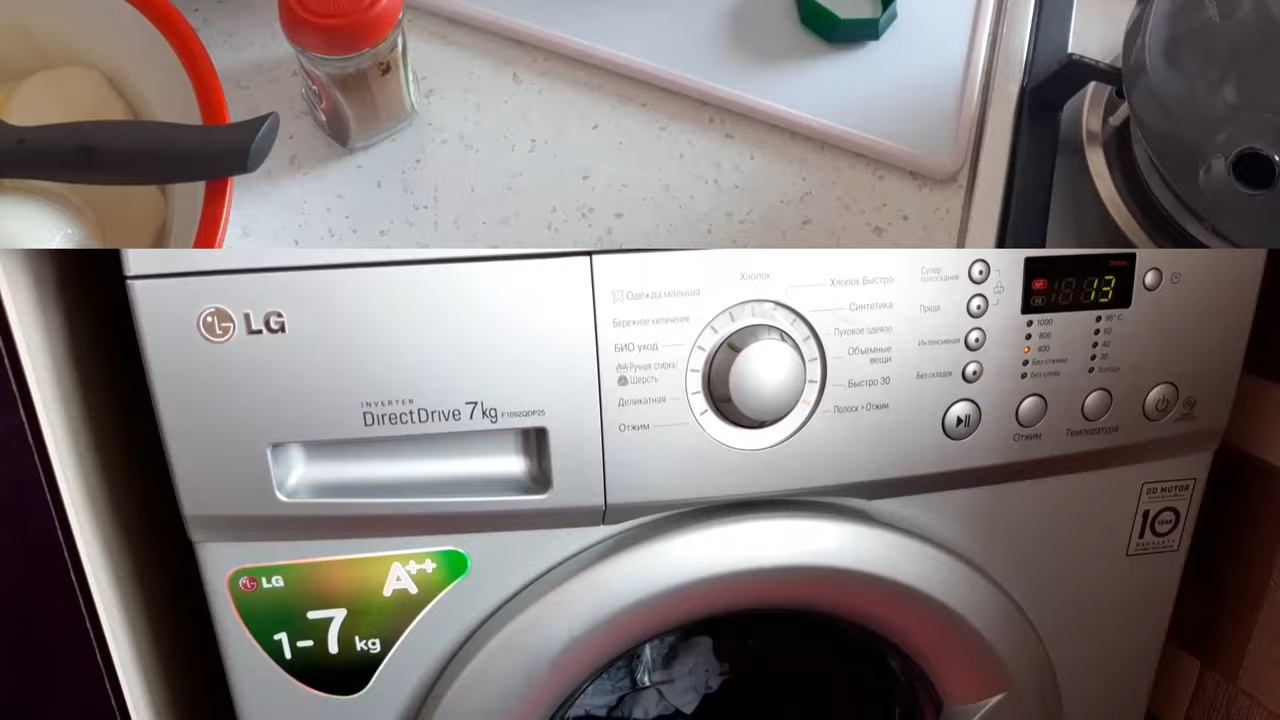 LG
INVERTER
DirectDrive 7kg F1092QDP25
Хлопок
Одежда малыша
Бережное кипячение
БИО уход
Ручная стирка/
Шерсть
Деликатная
Отжим
Хлопок Быстро
Синтетика
Пуховое одеяло
Объемные
вещи
Быстро 30
Полоск.+Отжим
Супер
полоскание
Предв.
Интенсивная
Без складок
13
1000
800
400
Без отжима
Без слива
95°C
60
40
30
Холодн.
Отжим
Температура
LG
A++
1-7 kg
DD MOTOR
10 YEAR
WARRANTY